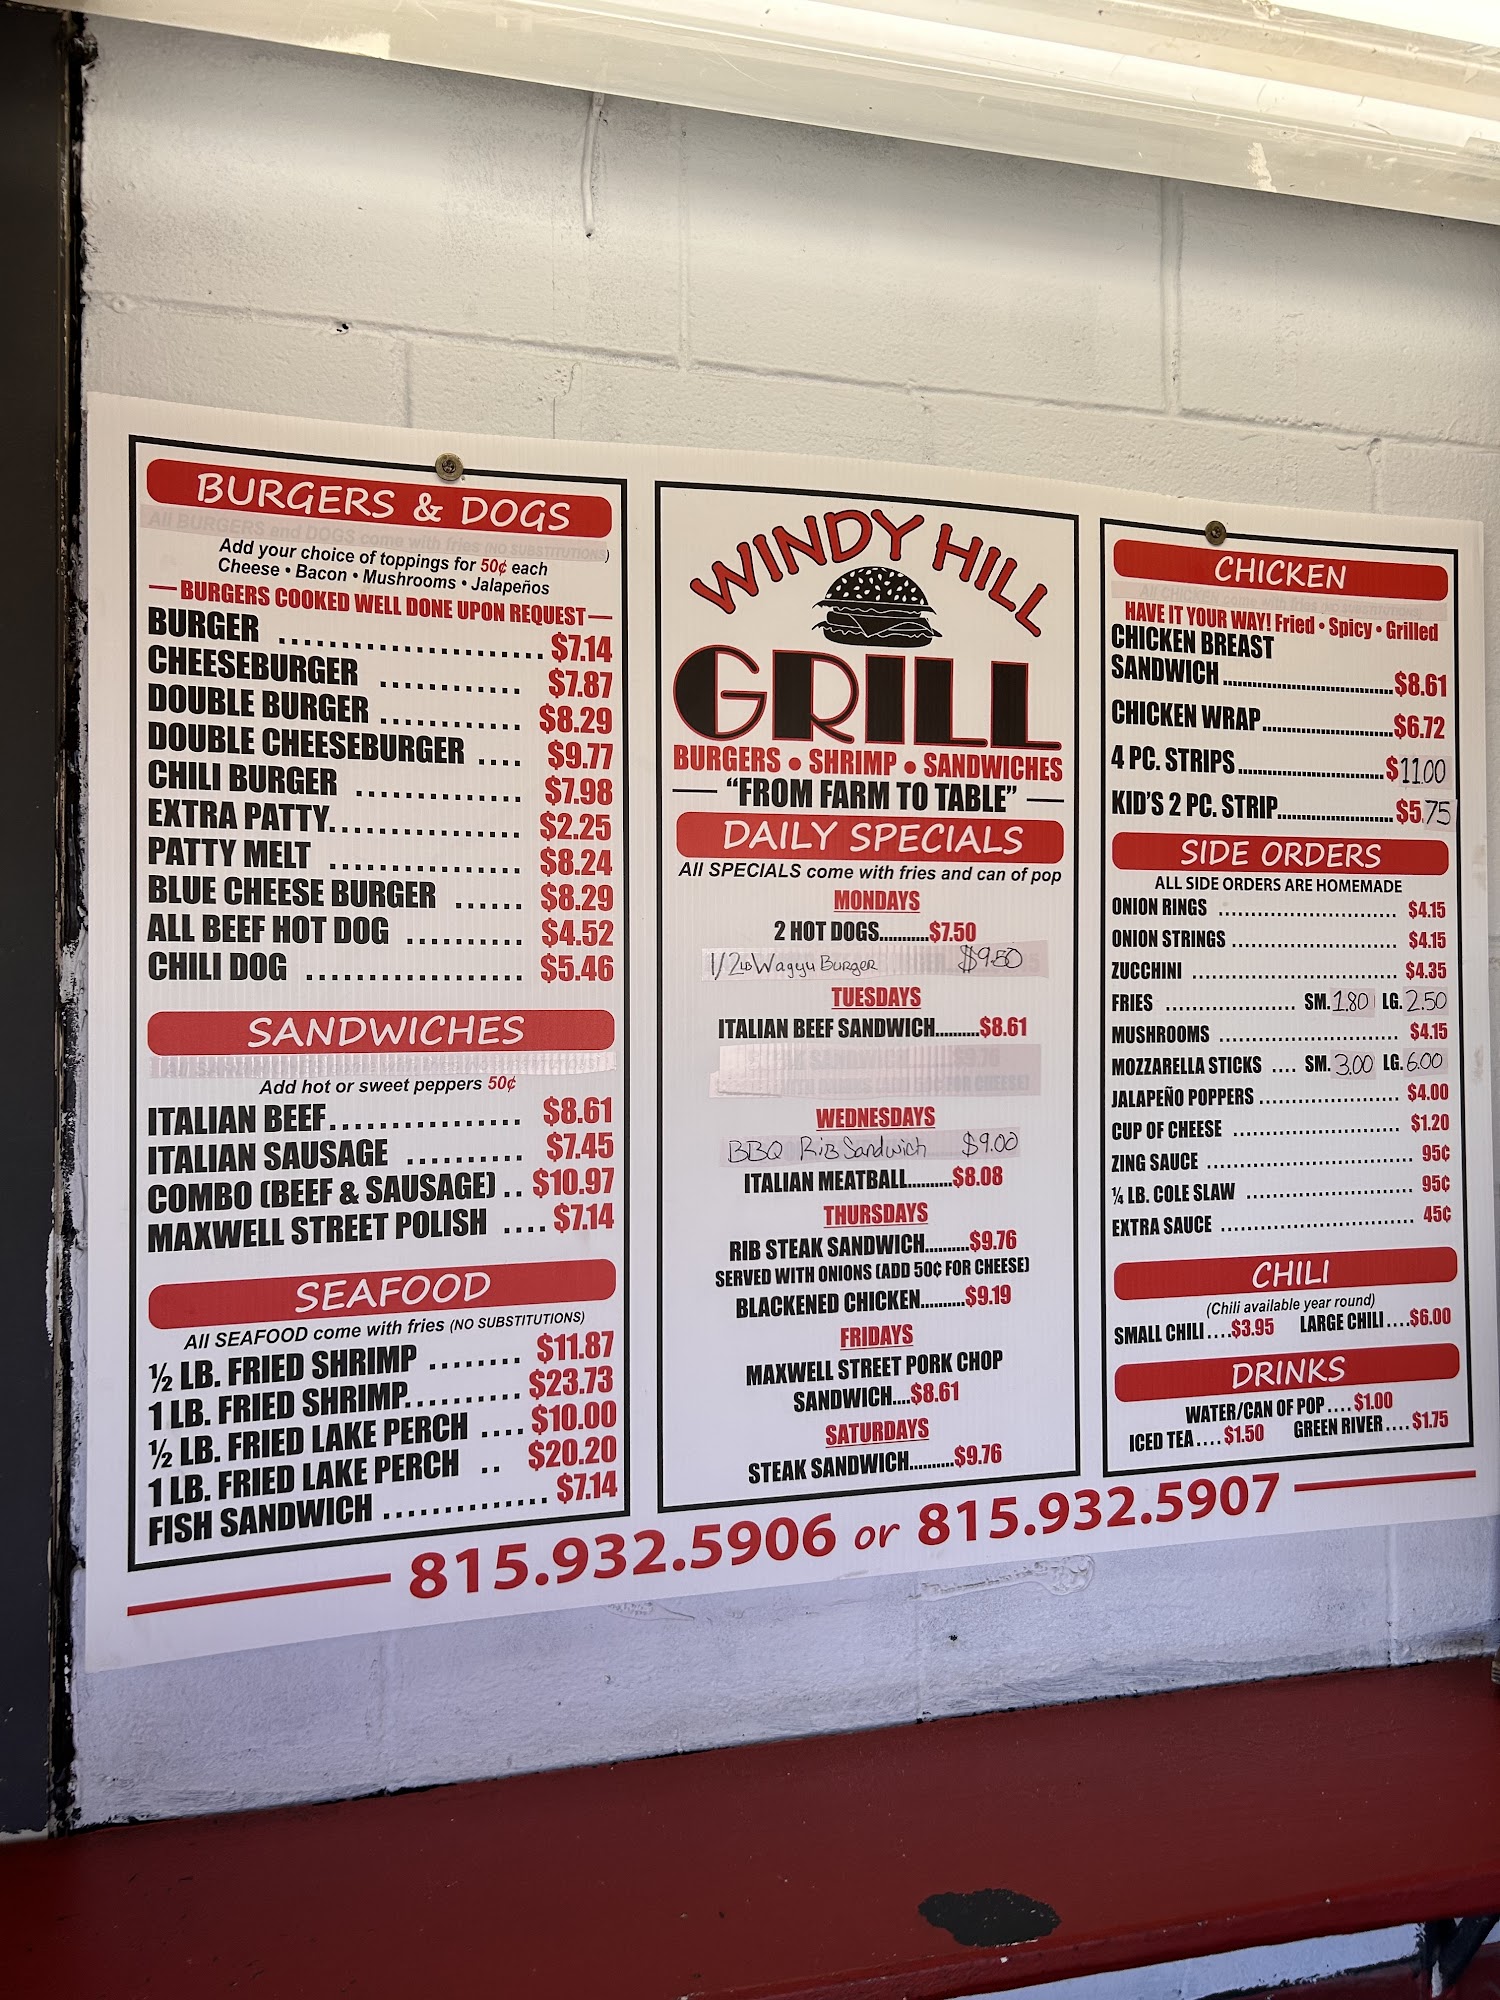 BURGERS & DOGS
All BURGERS and DOGS come with fries (NO SUBSTITUTIONS)
Add your choice of toppings for 50¢ each
Cheese • Bacon • Mushrooms • Jalapeños
BURGERS COOKED WELL DONE UPON REQUEST
BURGER ....................... $7.14
CHEESEBURGER ............ $7.87
DOUBLE BURGER ............ $8.29
DOUBLE CHEESEBURGER .... $9.77
CHILI BURGER .............. $7.98
EXTRA PATTY................ $2.25
PATTY MELT ................ $8.24
BLUE CHEESE BURGER ...... $8.29
ALL BEEF HOT DOG .......... $4.52
CHILI DOG .................. $5.46
SANDWICHES
Add hot or sweet peppers 50¢
ITALIAN BEEF................ $8.61
ITALIAN SAUSAGE .......... $7.45
COMBO (BEEF & SAUSAGE) .. $10.97
MAXWELL STREET POLISH .... $7.14
SEAFOOD
All SEAFOOD come with fries (NO SUBSTITUTIONS)
½ LB. FRIED SHRIMP ........ $11.87
1 LB. FRIED SHRIMP.......... $23.73
½ LB. FRIED LAKE PERCH .... $10.00
1 LB. FRIED LAKE PERCH .. $20.20
FISH SANDWICH .............. $7.14
WINDY HILL
GRILL
BURGERS • SHRIMP • SANDWICHES
"FROM FARM TO TABLE"
DAILY SPECIALS
All SPECIALS come with fries and can of pop
MONDAYS
2 HOT DOGS..........$7.50
1/2 LB Wagyu Burger $9.50
TUESDAYS
ITALIAN BEEF SANDWICH..........$8.61
WEDNESDAYS
BBQ Rib Sandwich $9.00
ITALIAN MEATBALL..........$8.08
THURSDAYS
RIB STEAK SANDWICH..........$9.76
SERVED WITH ONIONS (ADD 50¢ FOR CHEESE)
BLACKENED CHICKEN..........$9.19
FRIDAYS
MAXWELL STREET PORK CHOP
SANDWICH....$8.61
SATURDAYS
STEAK SANDWICH..........$9.76
CHICKEN
All CHICKEN come with fries (NO SUBSTITUTIONS)
HAVE IT YOUR WAY! Fried • Spicy • Grilled
CHICKEN BREAST
SANDWICH..................................$8.61
CHICKEN WRAP..........................$6.72
4 PC. STRIPS.............................$11.00
KID'S 2 PC. STRIP.......................$5.75
SIDE ORDERS
ALL SIDE ORDERS ARE HOMEMADE
ONION RINGS ............................ $4.15
ONION STRINGS .......................... $4.15
ZUCCHINI ................................ $4.35
FRIES .................... SM. 1.80 LG. 2.50
MUSHROOMS ............................ $4.15
MOZZARELLA STICKS .... SM. 3.00 LG. 6.00
JALAPEÑO POPPERS ...................... $4.00
CUP OF CHEESE .......................... $1.20
ZING SAUCE ................................ 95¢
¼ LB. COLE SLAW .......................... 95¢
EXTRA SAUCE .............................. 45¢
CHILI
(Chili available year round)
SMALL CHILI....$3.95 LARGE CHILI....$6.00
DRINKS
WATER/CAN OF POP....$1.00
ICED TEA....$1.50 GREEN RIVER....$1.75
815.932.5906 or 815.932.5907